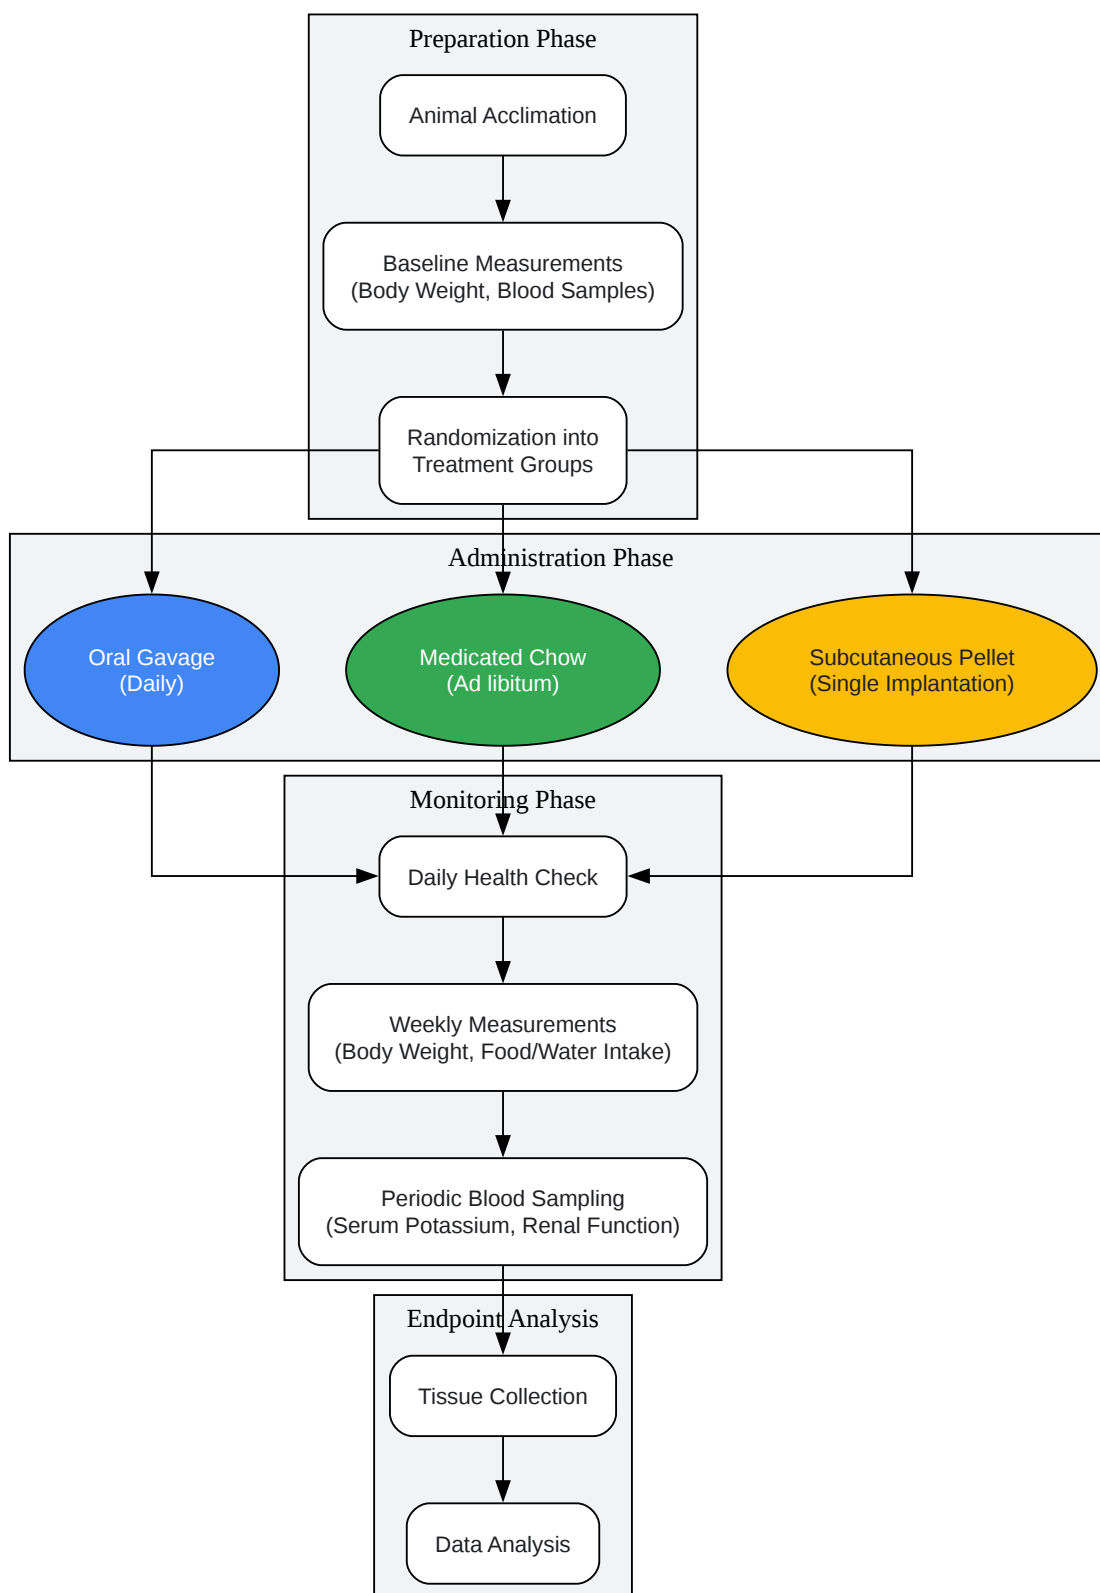 Preparation Phase
Animal Acclimation
Baseline Measurements
(Body Weight, Blood Samples)
Randomization into
Treatment Groups
Administration Phase
Oral Gavage
(Daily)
Medicated Chow
(Ad libitum)
Subcutaneous Pellet
(Single Implantation)
Monitoring Phase
Daily Health Check
Weekly Measurements
(Body Weight, Food/Water Intake)
Periodic Blood Sampling
(Serum Potassium, Renal Function)
Endpoint Analysis
Tissue Collection
Data Analysis